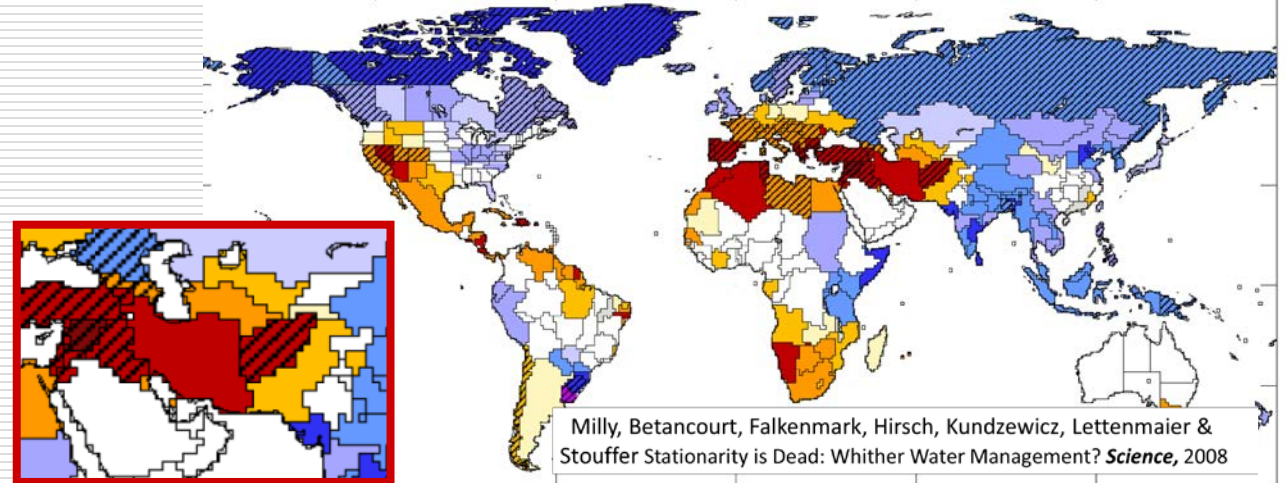 Milly, Betancourt, Falkenmark, Hirsch, Kundzewicz, Lettenmaier &
Stouffer Stationarity is Dead: Whither Water Management? Science, 2008